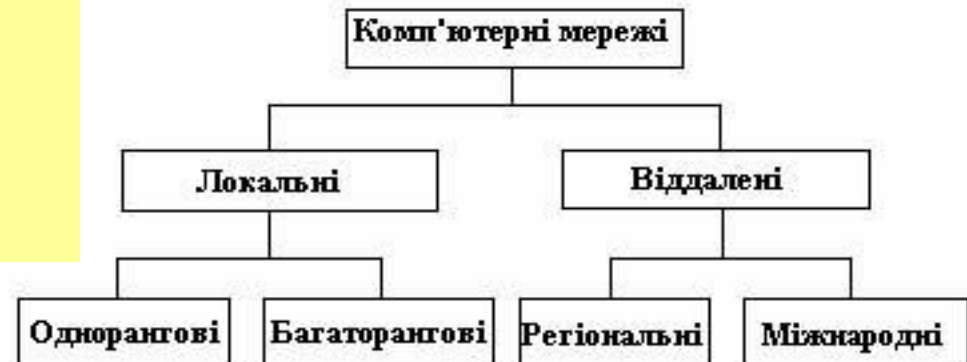 Комп'ютерні мережі
Локальні
Віддалені
Однорангові
Багаторангові
Регіональні
Міжнародні